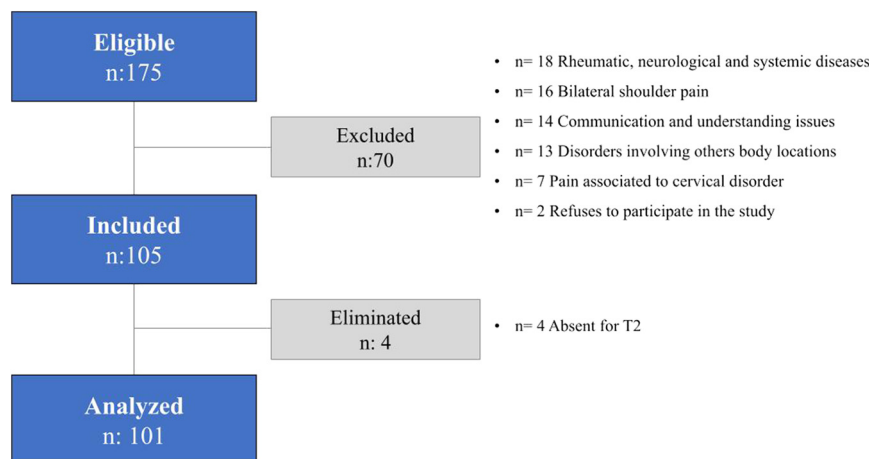 Eligible
n:175
• n= 18 Rheumatic, neurological and systemic diseases
• n= 16 Bilateral shoulder pain
• n= 14 Communication and understanding issues
• n= 13 Disorders involving others body locations
• n= 7 Pain associated to cervical disorder
• n= 2 Refuses to participate in the study
Excluded
n:70
Included
n:105
Eliminated
n: 4
• n= 4 Absent for T2
Analyzed
n: 101